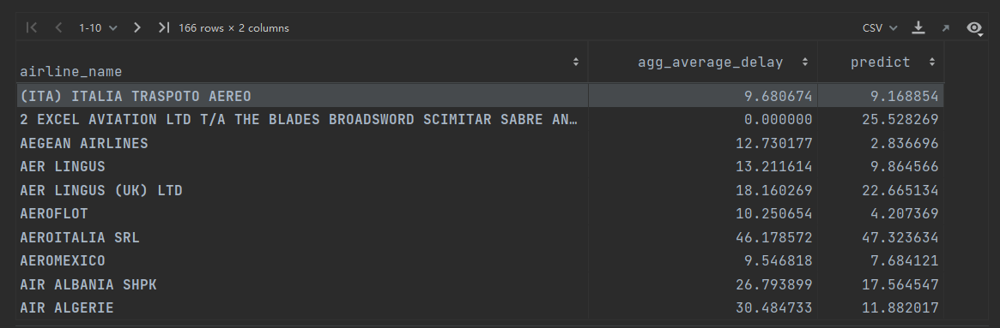 1-10 166 rows × 2 columns CSV
airline_name agg_average_delay predict
(ITA) ITALIA TRASPOTO AEREO 9.680674 9.168854
2 EXCEL AVIATION LTD T/A THE BLADES BROADSWORD SCIMITAR SABRE AN… 0.000000 25.528269
AEGEAN AIRLINES 12.730177 2.836696
AER LINGUS 13.211614 9.864566
AER LINGUS (UK) LTD 18.160269 22.665134
AEROFLOT 10.250654 4.207369
AEROITALIA SRL 46.178572 47.323634
AEROMEXICO 9.546818 7.684121
AIR ALBANIA SHPK 26.793899 17.564547
AIR ALGERIE 30.484733 11.882017